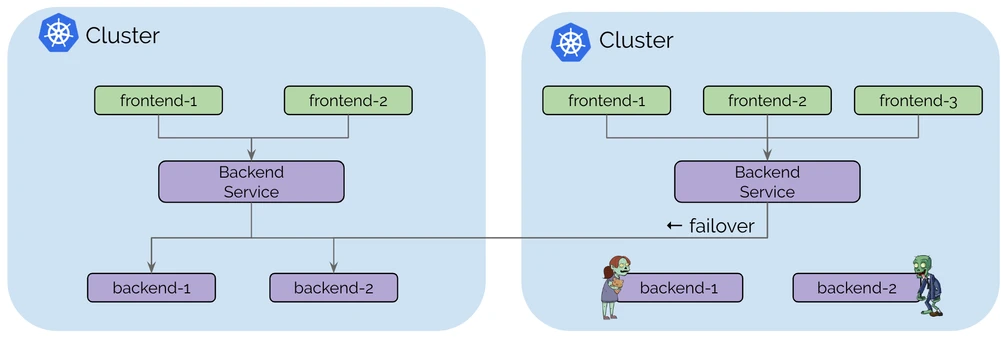 Cluster
frontend-1
frontend-2
Backend
Service
backend-1
backend-2
Cluster
frontend-1
frontend-2
frontend-3
Backend
Service
← failover
backend-1
backend-2